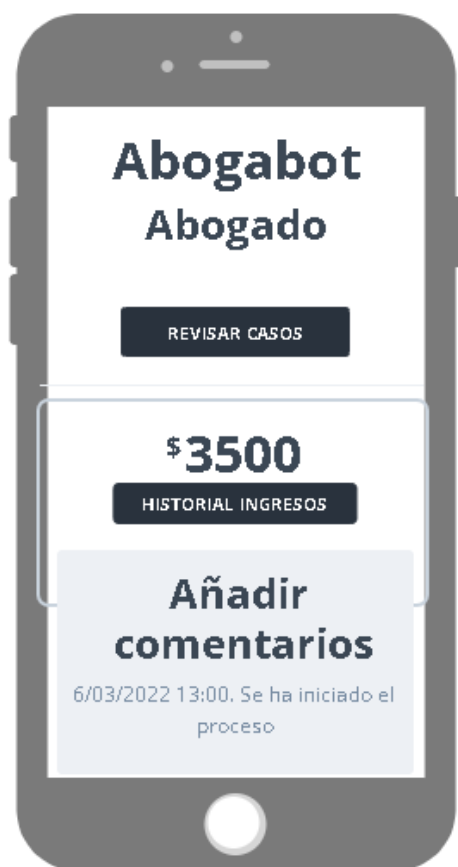 Abogabot
Abogado
REVISAR CASOS
$3500
HISTORIAL INGRESOS
Añadir
comentarios
6/03/2022 13:00. Se ha iniciado el
proceso